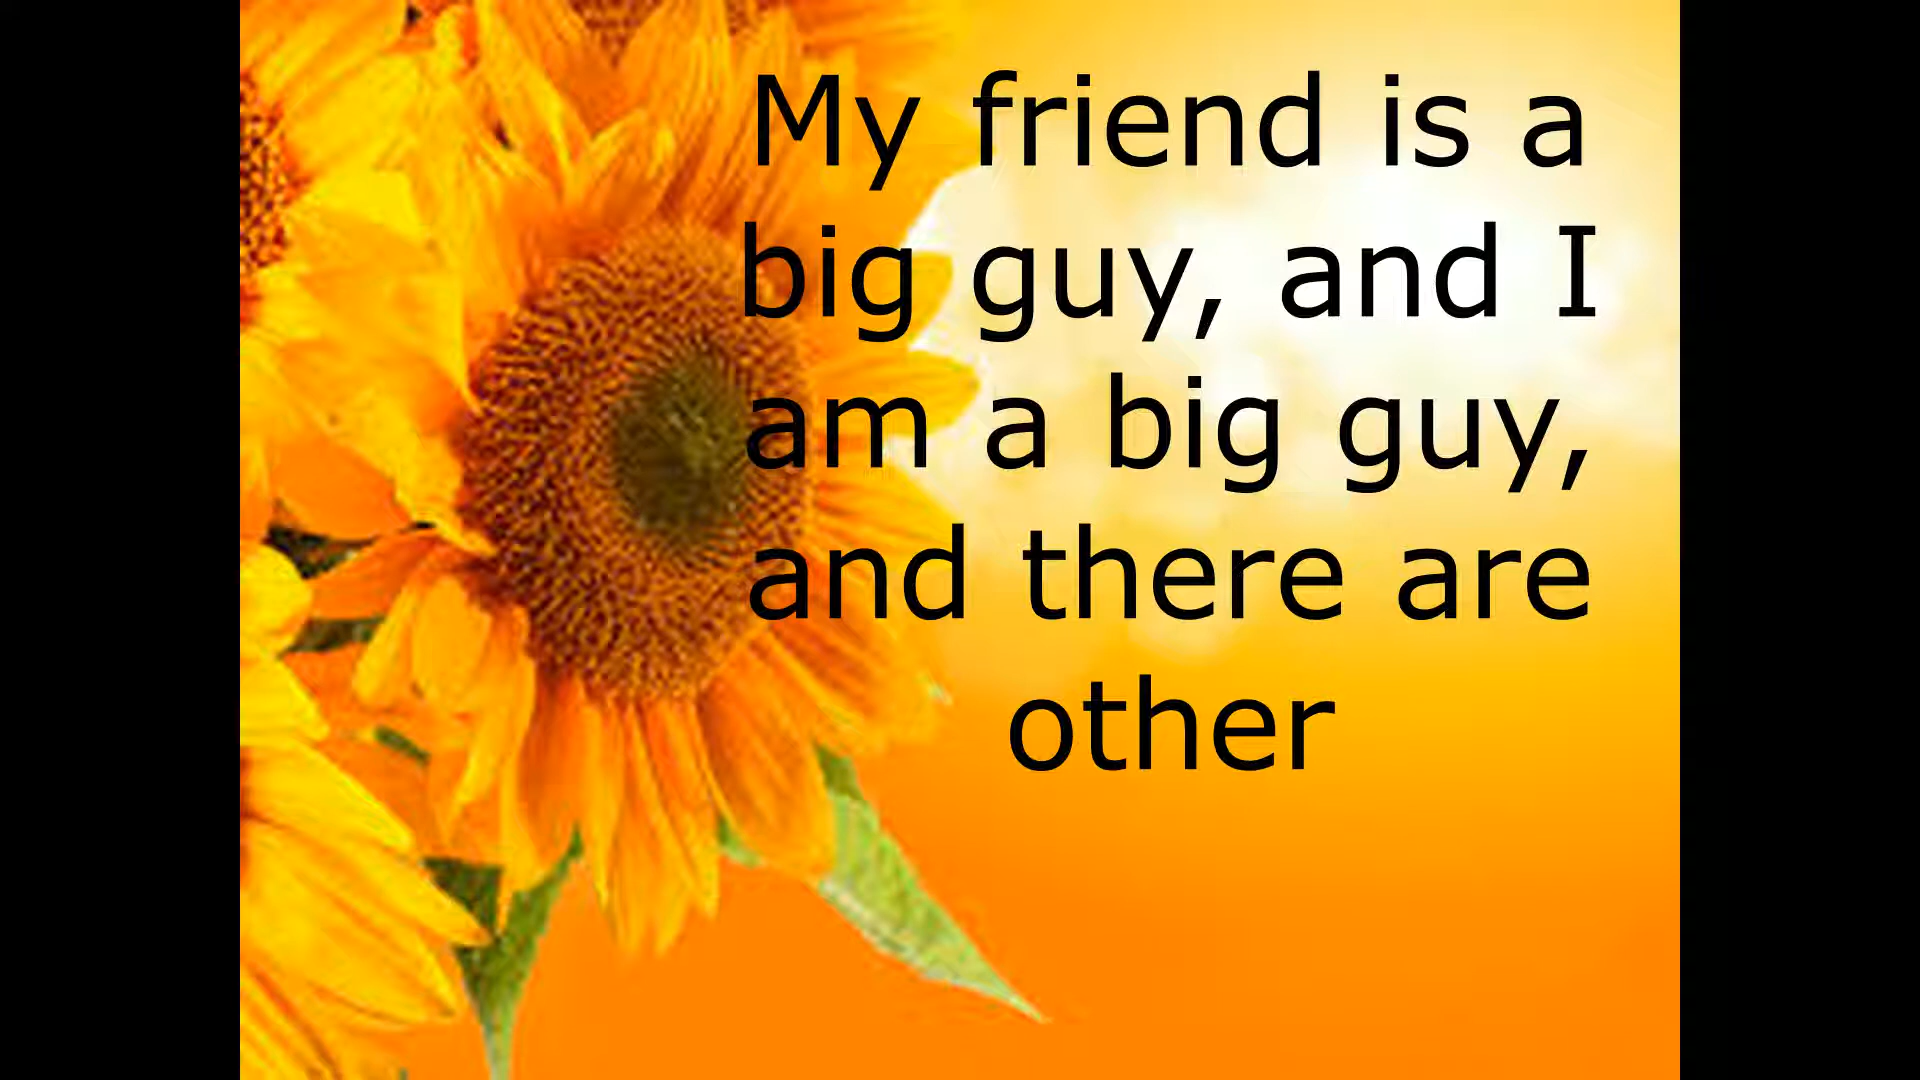 My friend is a
big guy, and I
am a big guy,
and there are
other